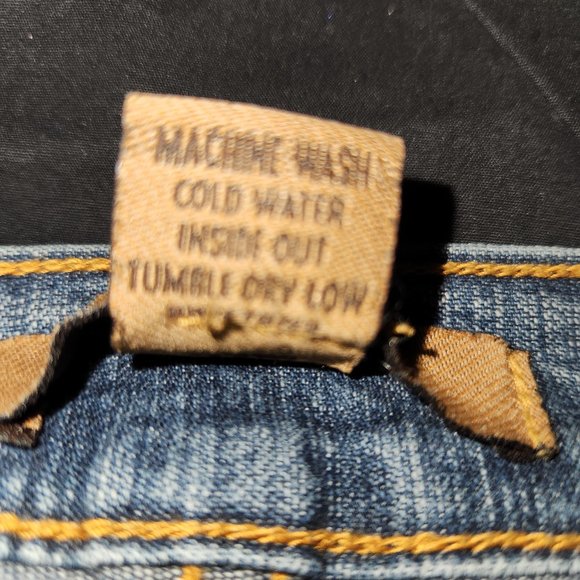 MACHINE WASH
COLD WATER
INSIDE OUT
TUMBLE DRY LOW